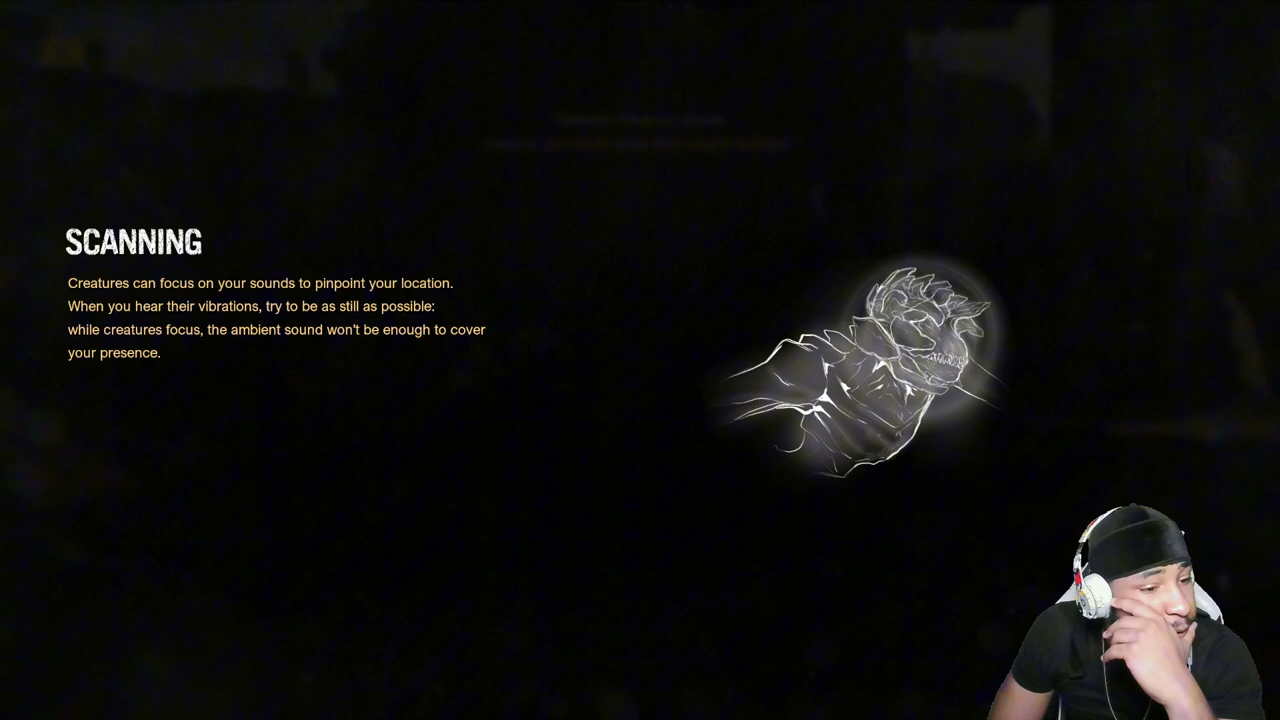 SCANNING
Creatures can focus on your sounds to pinpoint your location.
When you hear their vibrations, try to be as still as possible:
while creatures focus, the ambient sound won't be enough to cover
your presence.